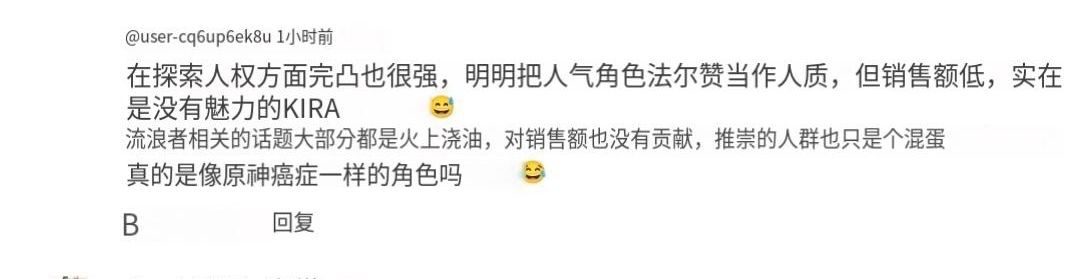 @user-cq6up6ek8u 1小时前
在探索人权方面完凸也很强，明明把人气角色法尔赞当作人质，但销售额低，实在
是没有魅力的KIRA 😅
流浪者相关的话题大部分都是火上浇油，对销售额也没有贡献，推崇的人群也只是个混蛋
真的是像原神癌症一样的角色吗 😂
B 回复